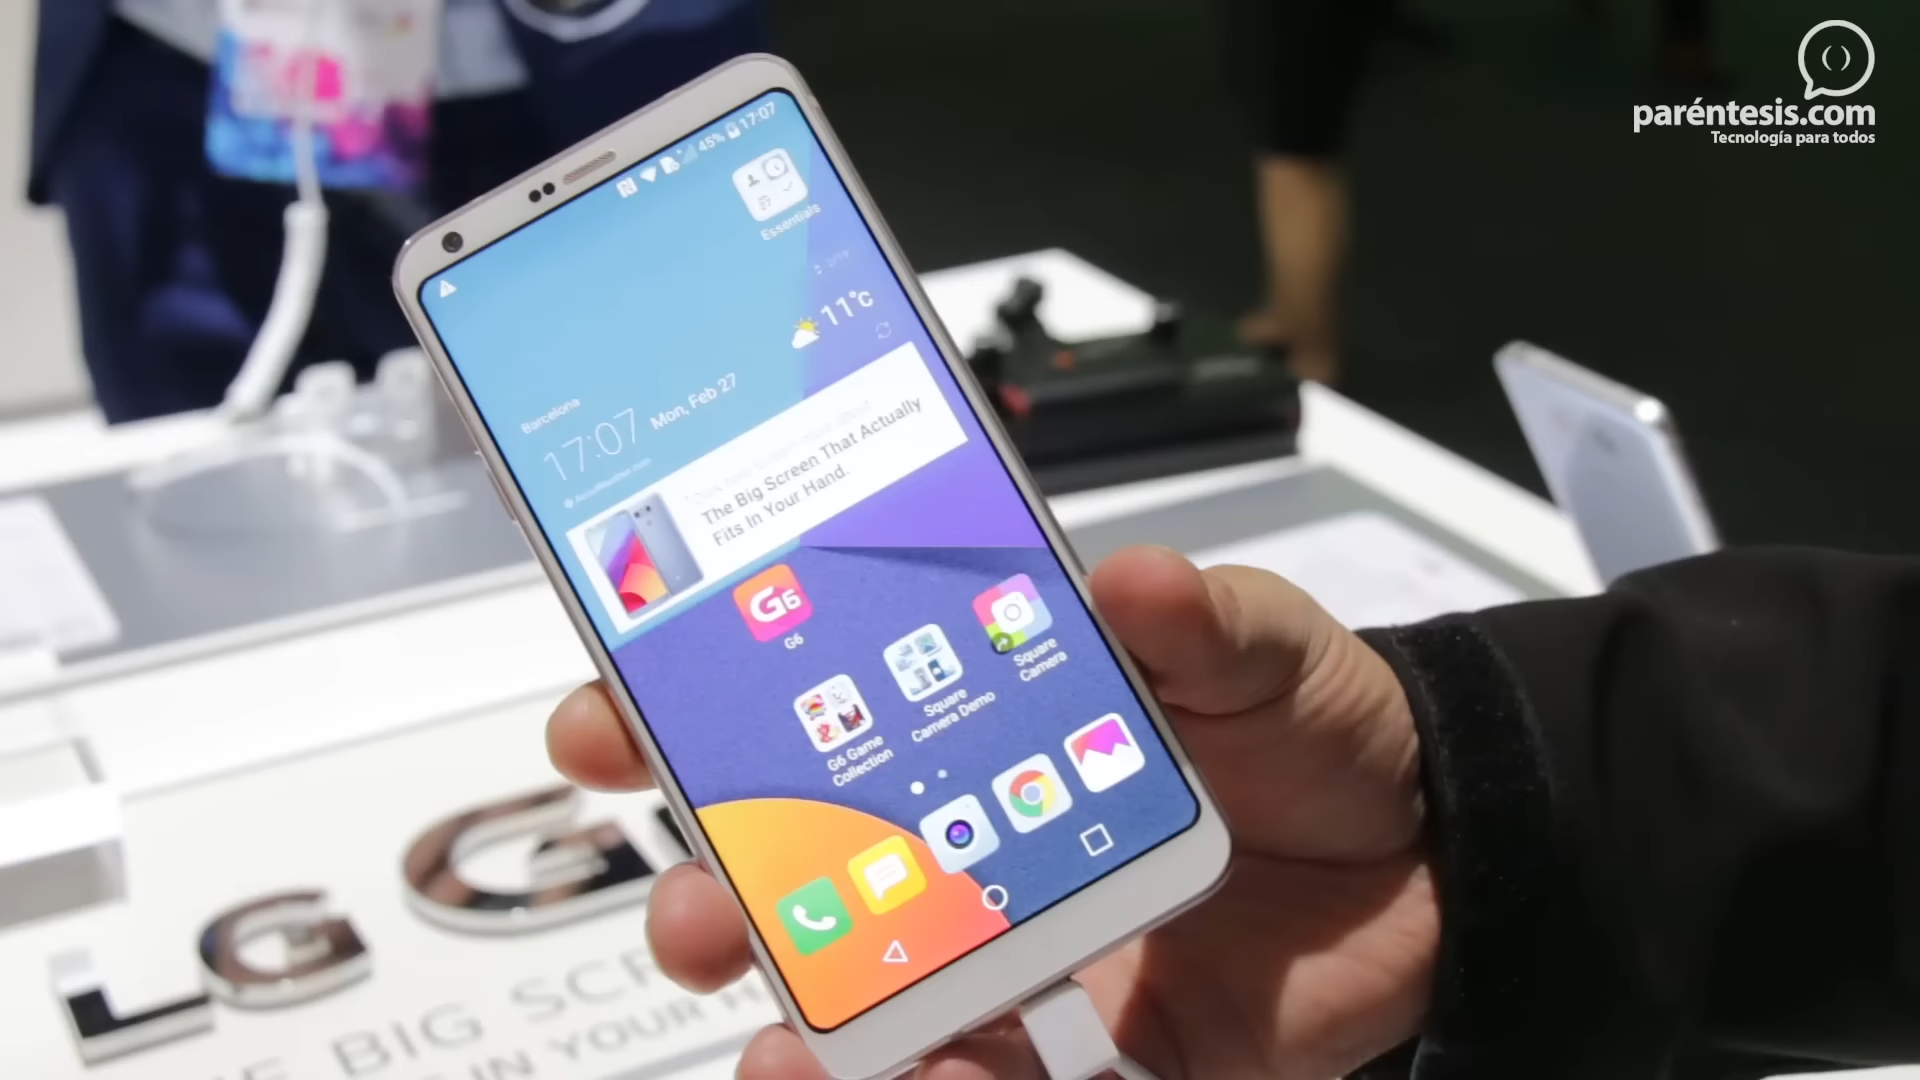 paréntesis.com
Tecnología para todos
45% 17:07
Essentials
11°C
Barcelona
17:07 Mon, Feb 27
AccuWeather.com
The Big Screen That Actually
Fits In Your Hand.
G6
G6
G6 Game
Collection
Square
Camera Demo
Square
Camera
LG G
BIG SCR
IN YOUR